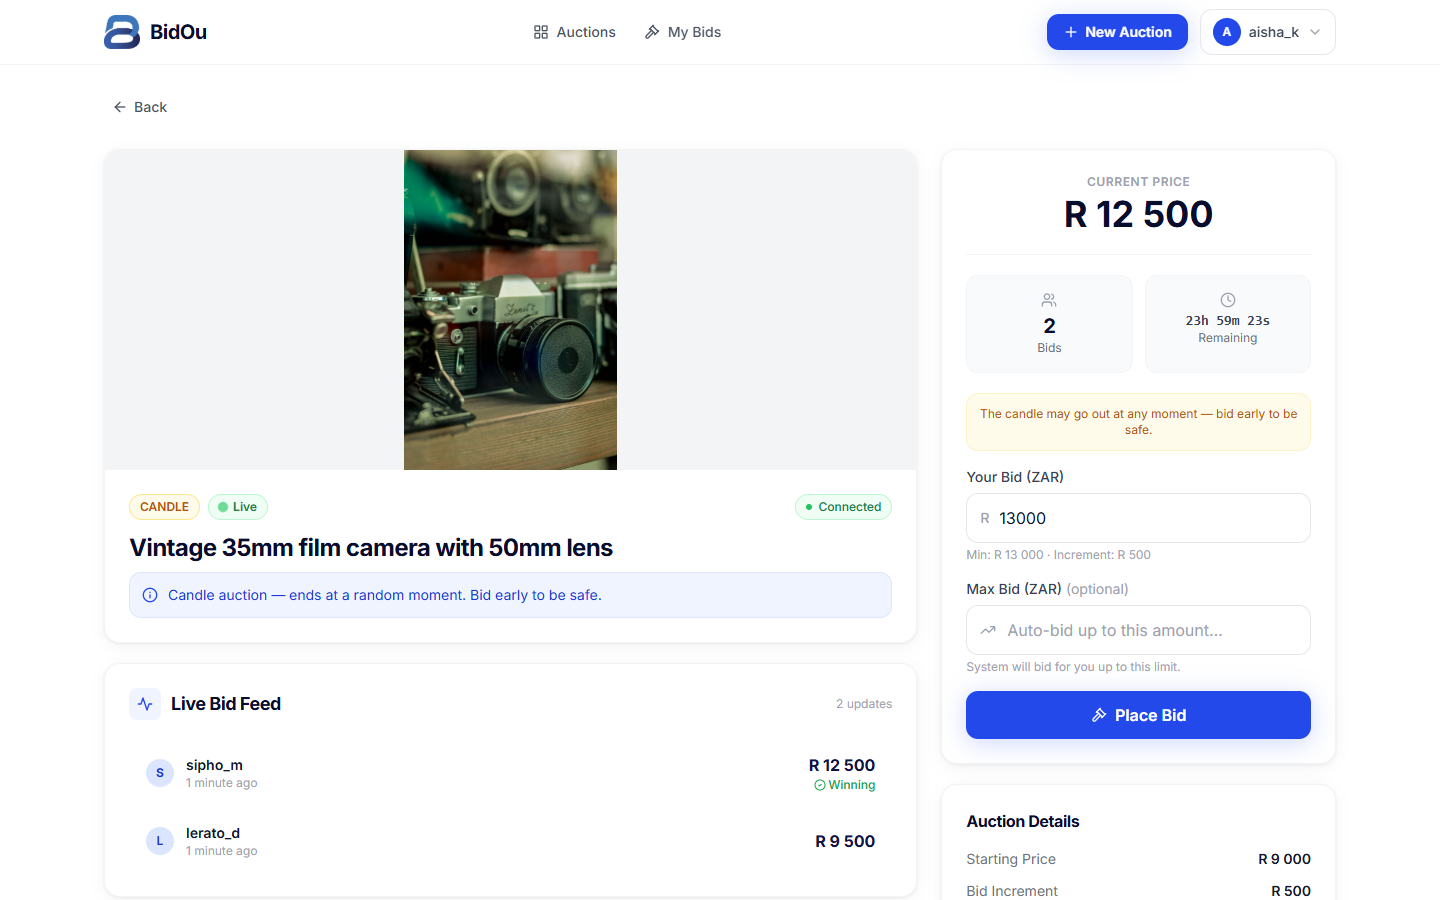 BidOu
Auctions
My Bids
New Auction
A
aisha_k
Back
Zenit
CANDLE
Live
Connected
Vintage 35mm film camera with 50mm lens
Candle auction — ends at a random moment. Bid early to be safe.
Live Bid Feed
2 updates
S
sipho_m
1 minute ago
R 12 500
Winning
L
lerato_d
1 minute ago
R 9 500
CURRENT PRICE
R 12 500
2
Bids
23h 59m 23s
Remaining
The candle may go out at any moment — bid early to be
safe.
Your Bid (ZAR)
R 13000
Min: R 13 000 · Increment: R 500
Max Bid (ZAR) (optional)
Auto-bid up to this amount...
System will bid for you up to this limit.
Place Bid
Auction Details
Starting Price
R 9 000
Bid Increment
R 500